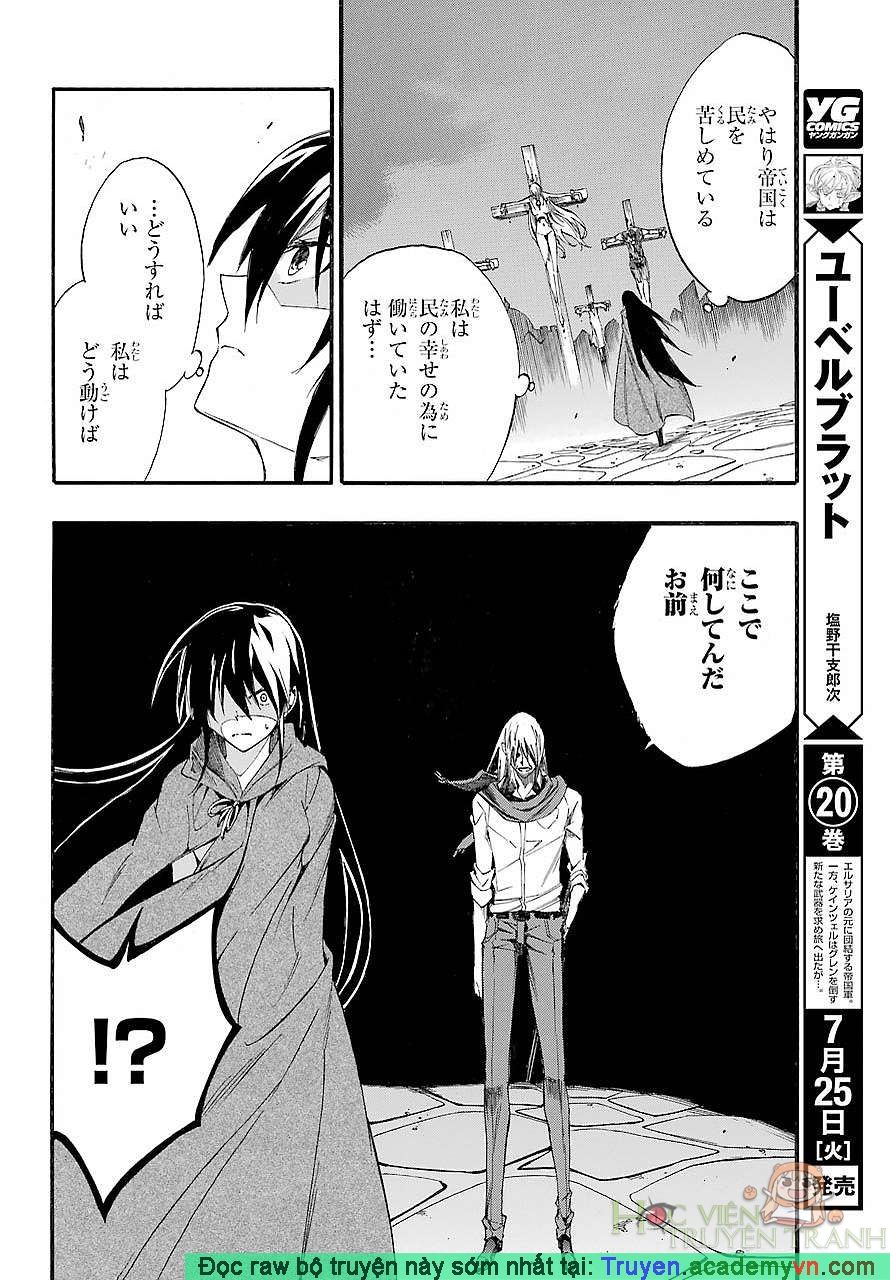 やはり帝国は
民を
苦しめている
私は
民の幸せの為に
働いていた
はず…
…どうすれば
いい
私は
どう動けば
ここで
何してんだ
お前
!?
YG
COMICS
ヤングガンガン
ユーベルブラット
塩野干支郎次
第
20
巻
エルサリアの元に団結する帝国軍。
一方、ケインツェルはグレンを倒す
新たな武器を求め旅へ出たが…。
7月25日[火]
発売
HỌC VIỆN
TRUYỆN TRANH
Đọc raw bộ truyện này sớm nhất tại: Truyen.academyvn.com